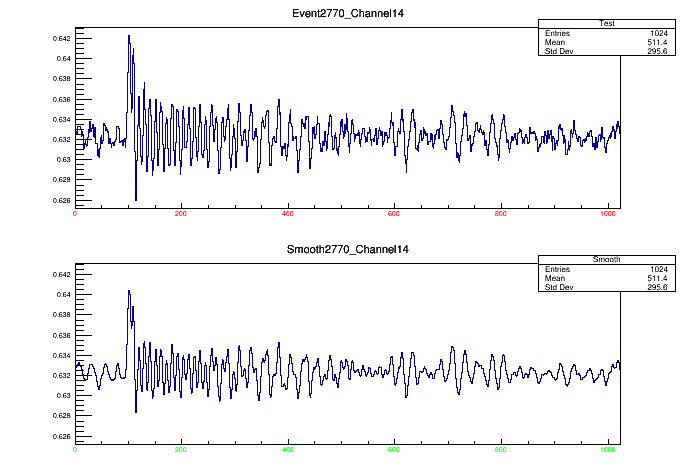 Event2770_Channel14
Test
Entries 1024
Mean 511.4
Std Dev 295.6
0.642
0.64
0.638
0.636
0.634
0.632
0.63
0.628
0.626
0 200 400 600 800 1000
Smooth2770_Channel14
Smooth
Entries 1024
Mean 511.4
Std Dev 295.6
0.642
0.64
0.638
0.636
0.634
0.632
0.63
0.628
0.626
0 200 400 600 800 1000